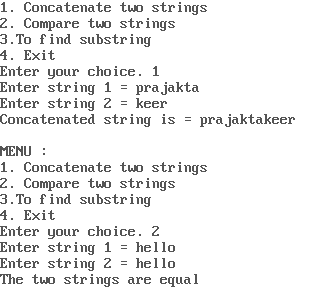 1. Concatenate two strings
2. Compare two strings
3.To find substring
4. Exit
Enter your choice. 1
Enter string 1 = prajakta
Enter string 2 = keer
Concatenated string is = prajaktakeer
MENU :
1. Concatenate two strings
2. Compare two strings
3.To find substring
4. Exit
Enter your choice. 2
Enter string 1 = hello
Enter string 2 = hello
The two strings are equal